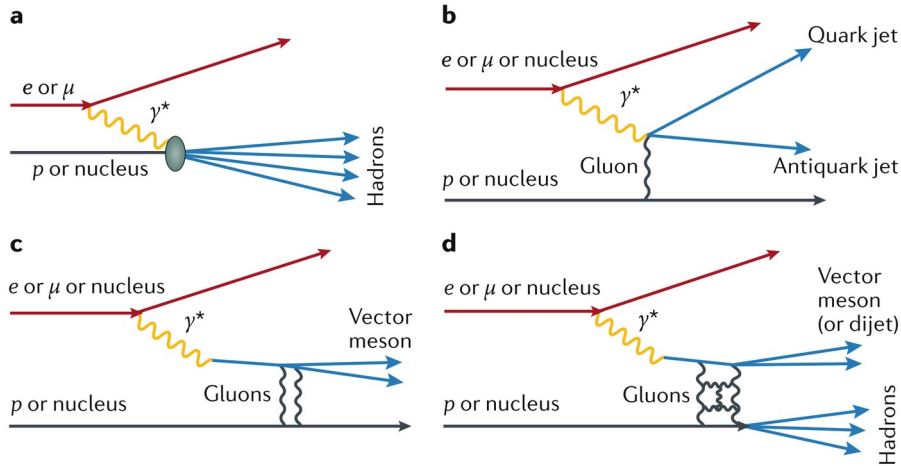 a
e or μ
γ*
p or nucleus
Hadrons
b
Quark jet
e or μ or nucleus
γ*
Gluon
Antiquark jet
p or nucleus
c
e or μ or nucleus
γ*
Vector
meson
Gluons
p or nucleus
d
e or μ or nucleus
γ*
Vector
meson
(or dijet)
Gluons
p or nucleus
Hadrons